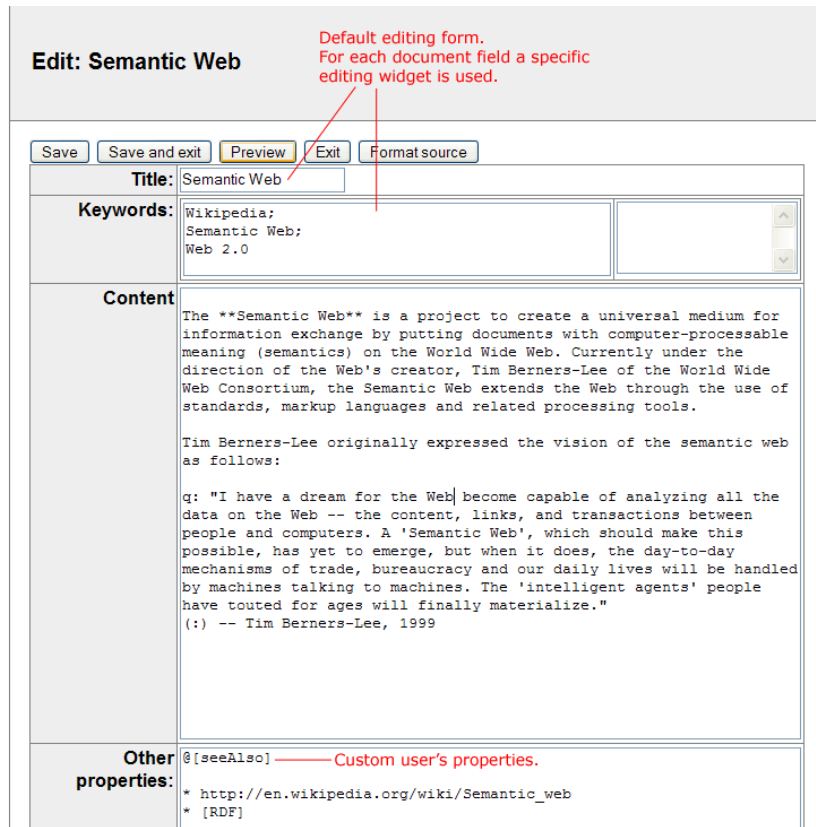 Default editing form.
For each document field a specific
editing widget is used.
Edit: Semantic Web
Save
Save and exit
Preview
Exit
Format source
Title:
Semantic Web
Keywords:
Wikipedia;
Semantic Web;
Web 2.0
Content
The **Semantic Web** is a project to create a universal medium for
information exchange by putting documents with computer-processable
meaning (semantics) on the World Wide Web. Currently under the
direction of the Web's creator, Tim Berners-Lee of the World Wide
Web Consortium, the Semantic Web extends the Web through the use of
standards, markup languages and related processing tools.
Tim Berners-Lee originally expressed the vision of the semantic web
as follows:
q: "I have a dream for the Web become capable of analyzing all the
data on the Web -- the content, links, and transactions between
people and computers. A 'Semantic Web', which should make this
possible, has yet to emerge, but when it does, the day-to-day
mechanisms of trade, bureaucracy and our daily lives will be handled
by machines talking to machines. The 'intelligent agents' people
have touted for ages will finally materialize."
(:) -- Tim Berners-Lee, 1999
Other
properties:
@[seeAlso]
Custom user's properties.
* http://en.wikipedia.org/wiki/Semantic_web
* [RDF]